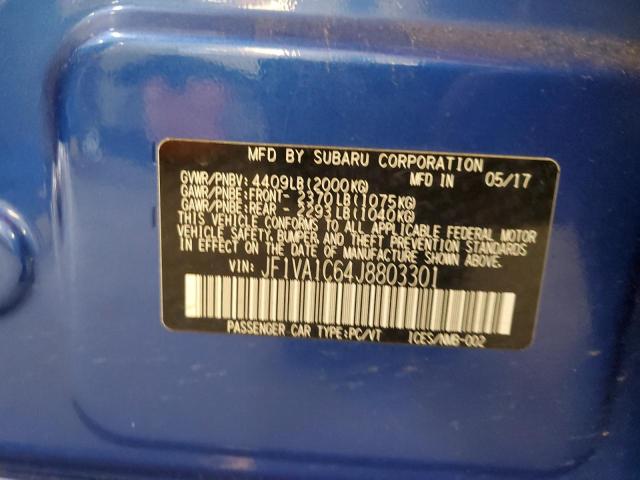 MFD BY SUBARU CORPORATION
GVWR/PNBV: 4409LB(2000KG) MFD IN 05/17
GAWR/PNBE:FRONT- 2370LB(1075KG)
GAWR/PNBE:REAR - 2293LB(1040KG)
THIS VEHICLE CONFORMS TO ALL APPLICABLE FEDERAL MOTOR
VEHICLE SAFETY, BUMPER, AND THEFT PREVENTION STANDARDS
IN EFFECT ON THE DATE OF MANUFACTURE SHOWN ABOVE.
VIN: JF1VA1C64J8803301
PASSENGER CAR TYPE:PC/VT ICES/NMB-002